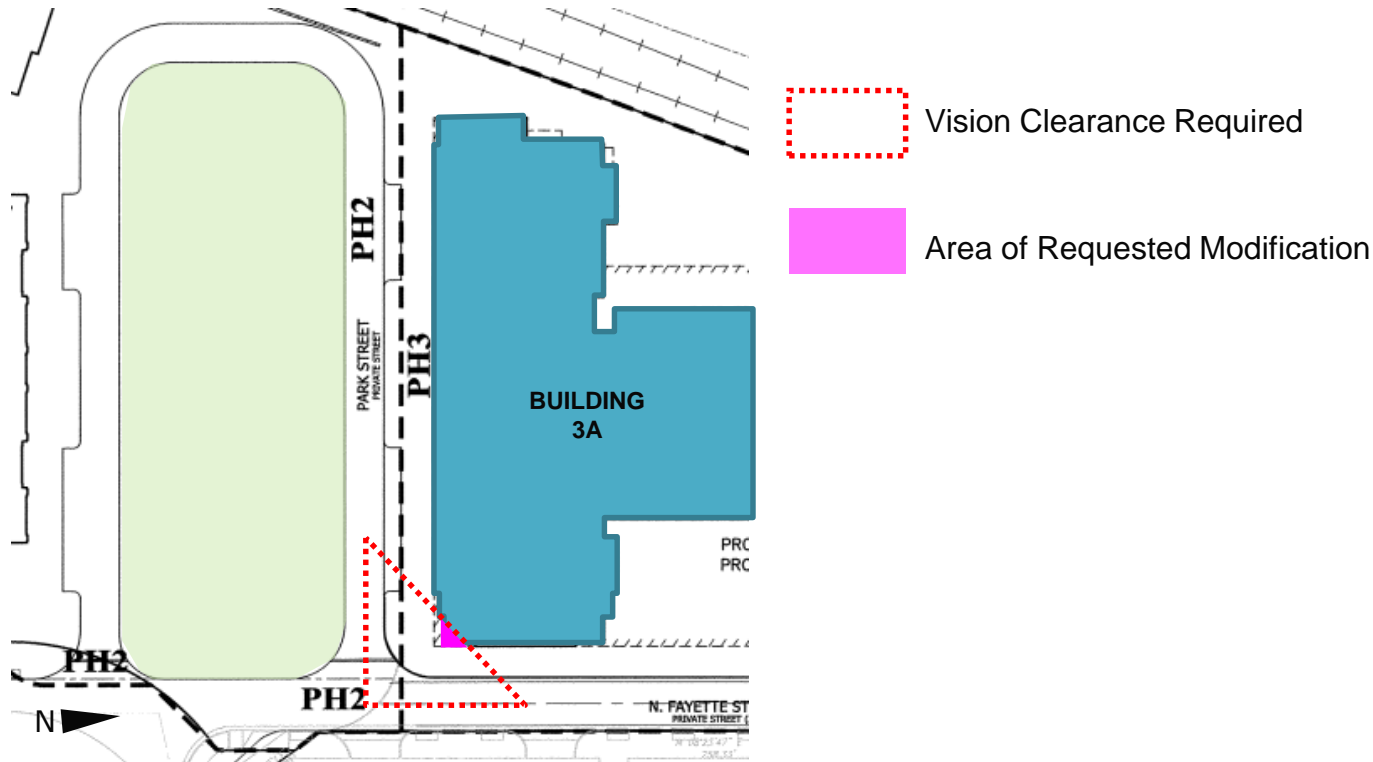 Vision Clearance Required
Area of Requested Modification
PH2
PARK STREET
PRIVATE STREET
PH3
BUILDING
3A
PRO
PRO
PH2
PH2
N
N. FAYETTE ST
PRIVATE STREET (